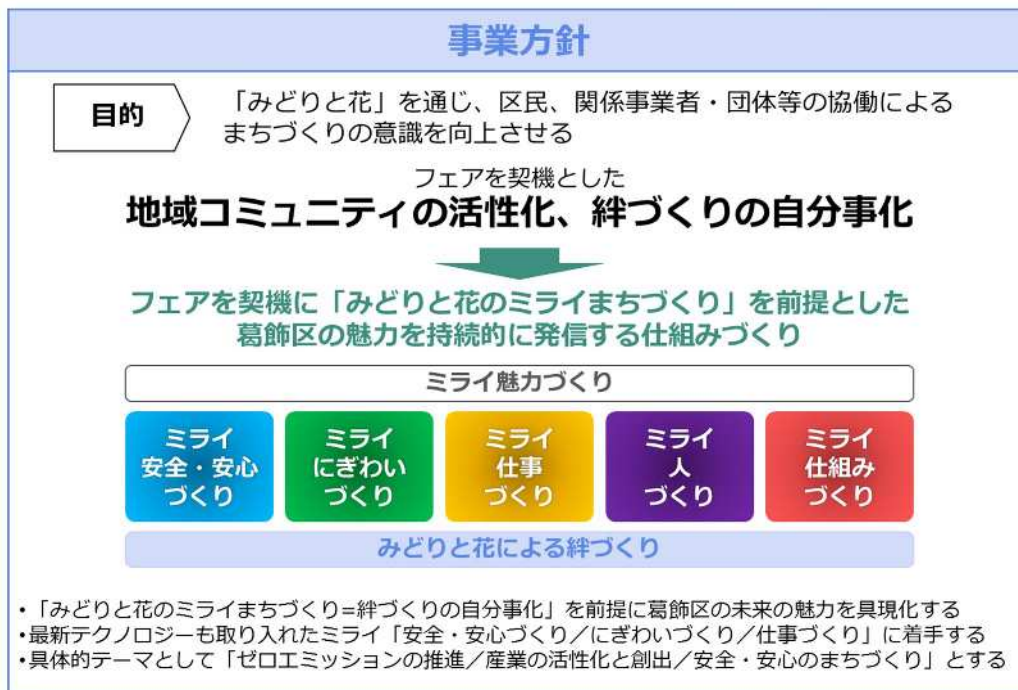 事業方針
目的
「みどりと花」を通じ、区民、関係事業者・団体等の協働による
まちづくりの意識を向上させる
フェアを契機とした
地域コミュニティの活性化、絆づくりの自分事化
フェアを契機に「みどりと花のミライまちづくり」を前提とした
葛飾区の魅力を持続的に発信する仕組みづくり
ミライ魅力づくり
ミライ
安全・安心
づくり
ミライ
にぎわい
づくり
ミライ
仕事
づくり
ミライ
人
づくり
ミライ
仕組み
づくり
みどりと花による絆づくり
・「みどりと花のミライまちづくり=絆づくりの自分事化」を前提に葛飾区の未来の魅力を具現化する
・最新テクノロジーも取り入れたミライ「安全・安心づくり／にぎわいづくり／仕事づくり」に着手する
・具体的テーマとして「ゼロエミッションの推進／産業の活性化と創出／安全・安心のまちづくり」とする